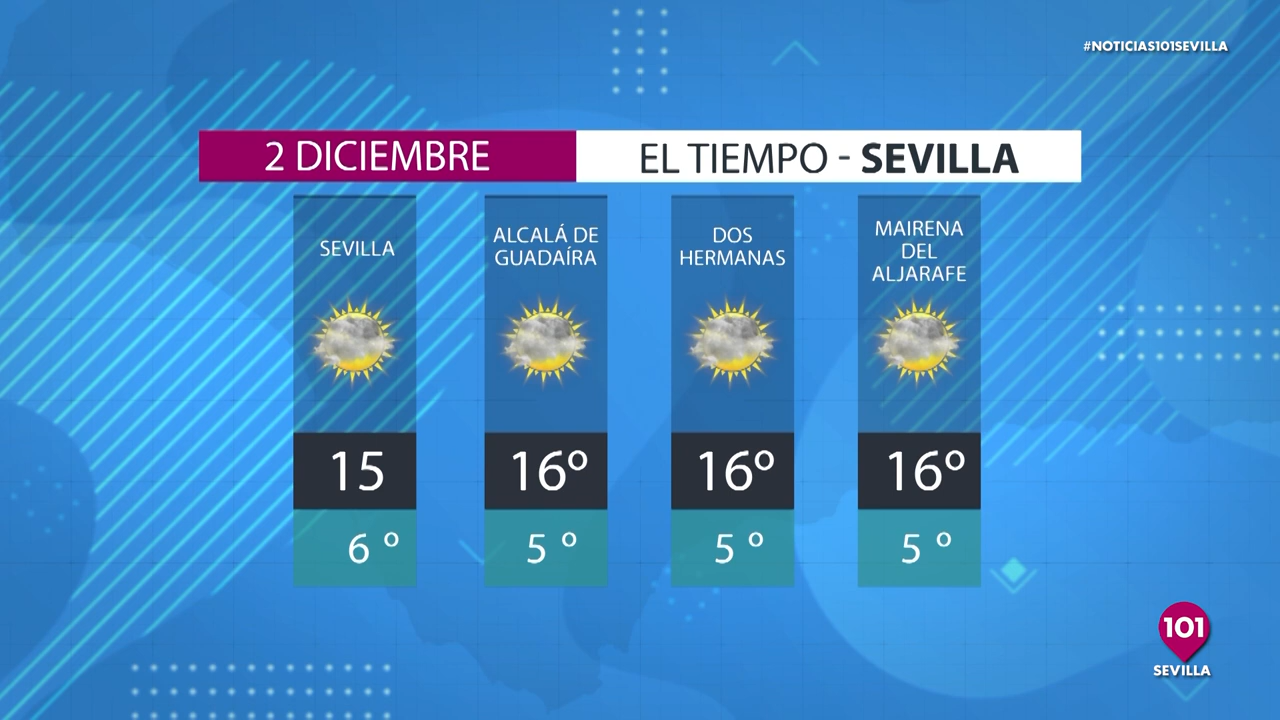 #NOTICIAS101SEVILLA
2 DICIEMBRE
EL TIEMPO - SEVILLA
SEVILLA
15
6 º
ALCALÁ DE
GUADAÍRA
16º
5 º
DOS
HERMANAS
16º
5 º
MAIRENA
DEL
ALJARAFE
16º
5 º
101
SEVILLA